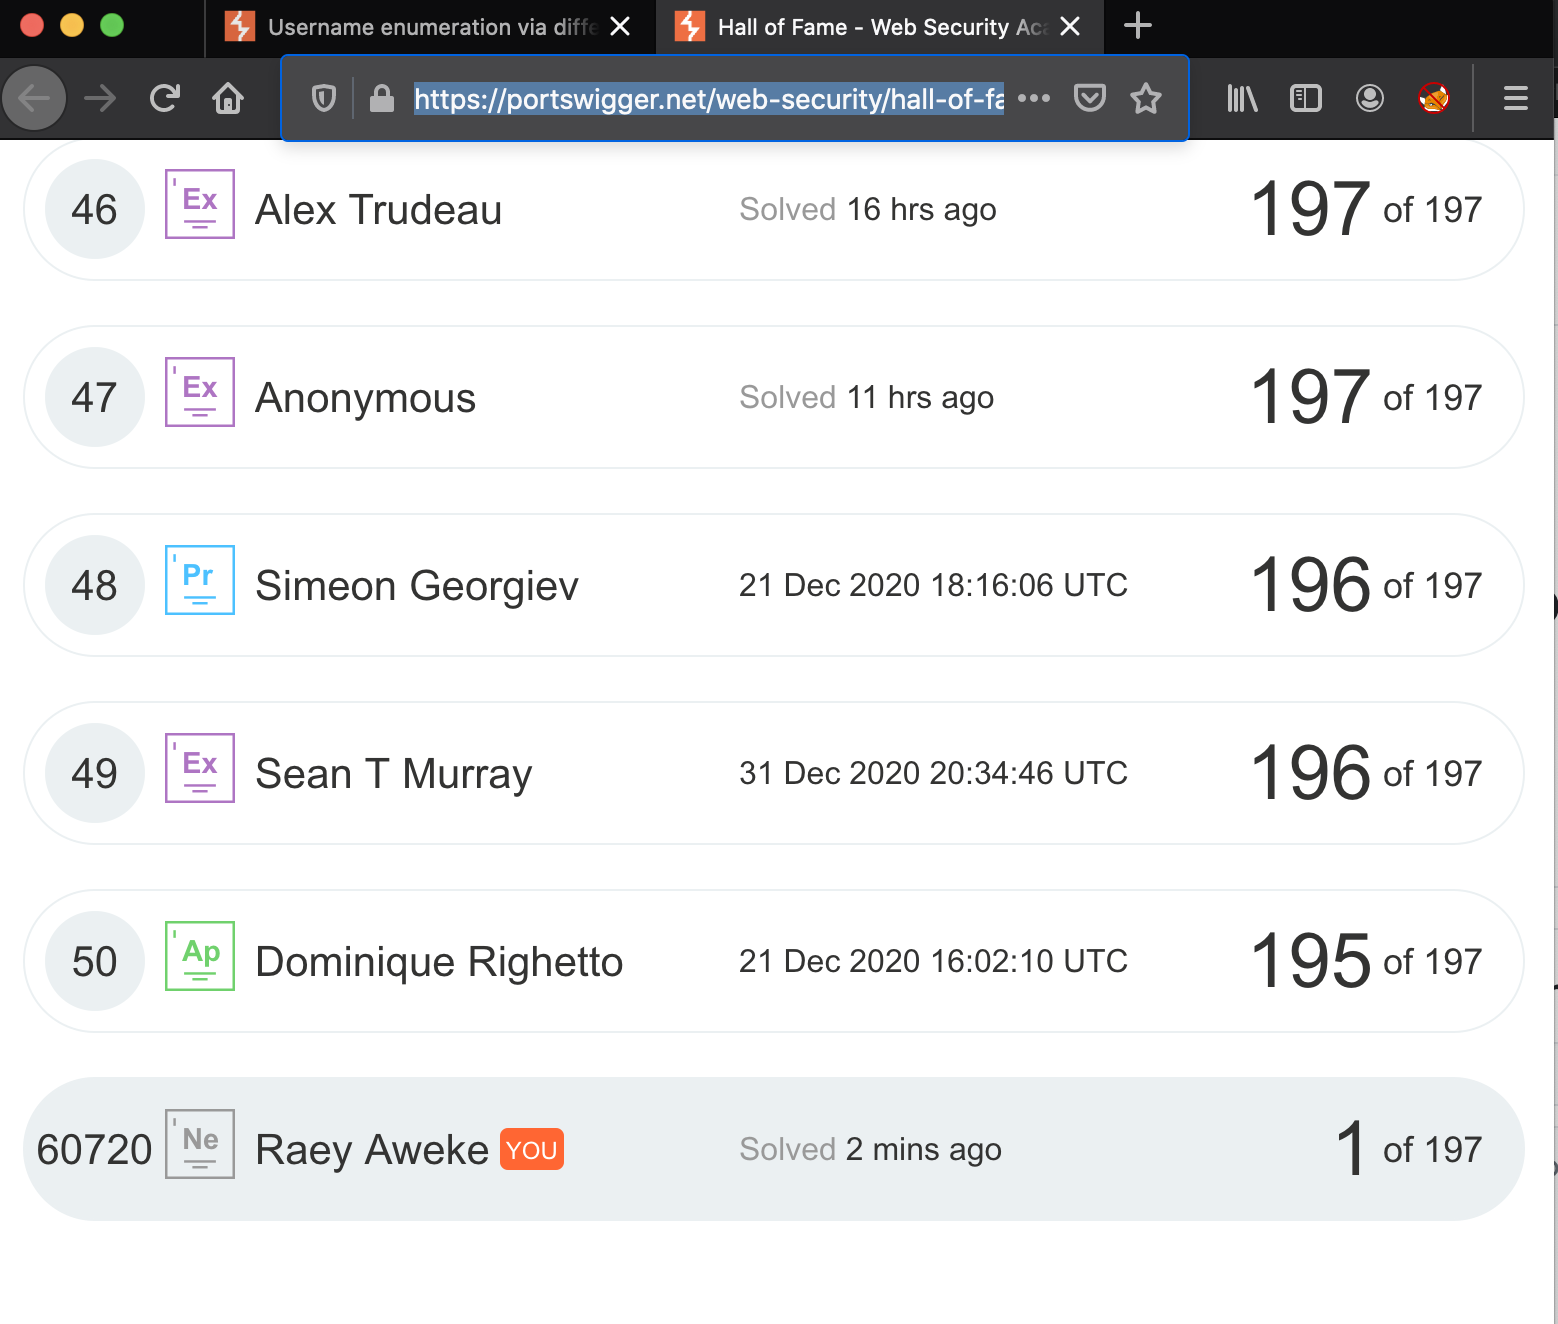 Username enumeration via diffe
Hall of Fame - Web Security Aca
https://portswigger.net/web-security/hall-of-fa
46 Ex Alex Trudeau Solved 16 hrs ago 197 of 197
47 Ex Anonymous Solved 11 hrs ago 197 of 197
48 Pr Simeon Georgiev 21 Dec 2020 18:16:06 UTC 196 of 197
49 Ex Sean T Murray 31 Dec 2020 20:34:46 UTC 196 of 197
50 Ap Dominique Righetto 21 Dec 2020 16:02:10 UTC 195 of 197
60720 Ne Raey Aweke YOU Solved 2 mins ago 1 of 197